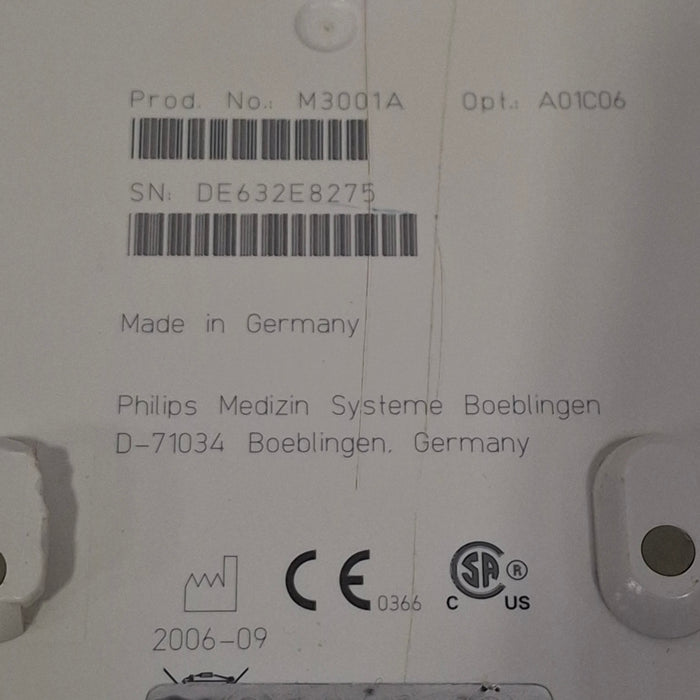 Prod. No.: M3001A Opt.: A01C06
SN: DE632E8275
Made in Germany
Philips Medizin Systeme Boeblingen
D-71034 Boeblingen, Germany
CE 0366
SA ®
C US
2006-09